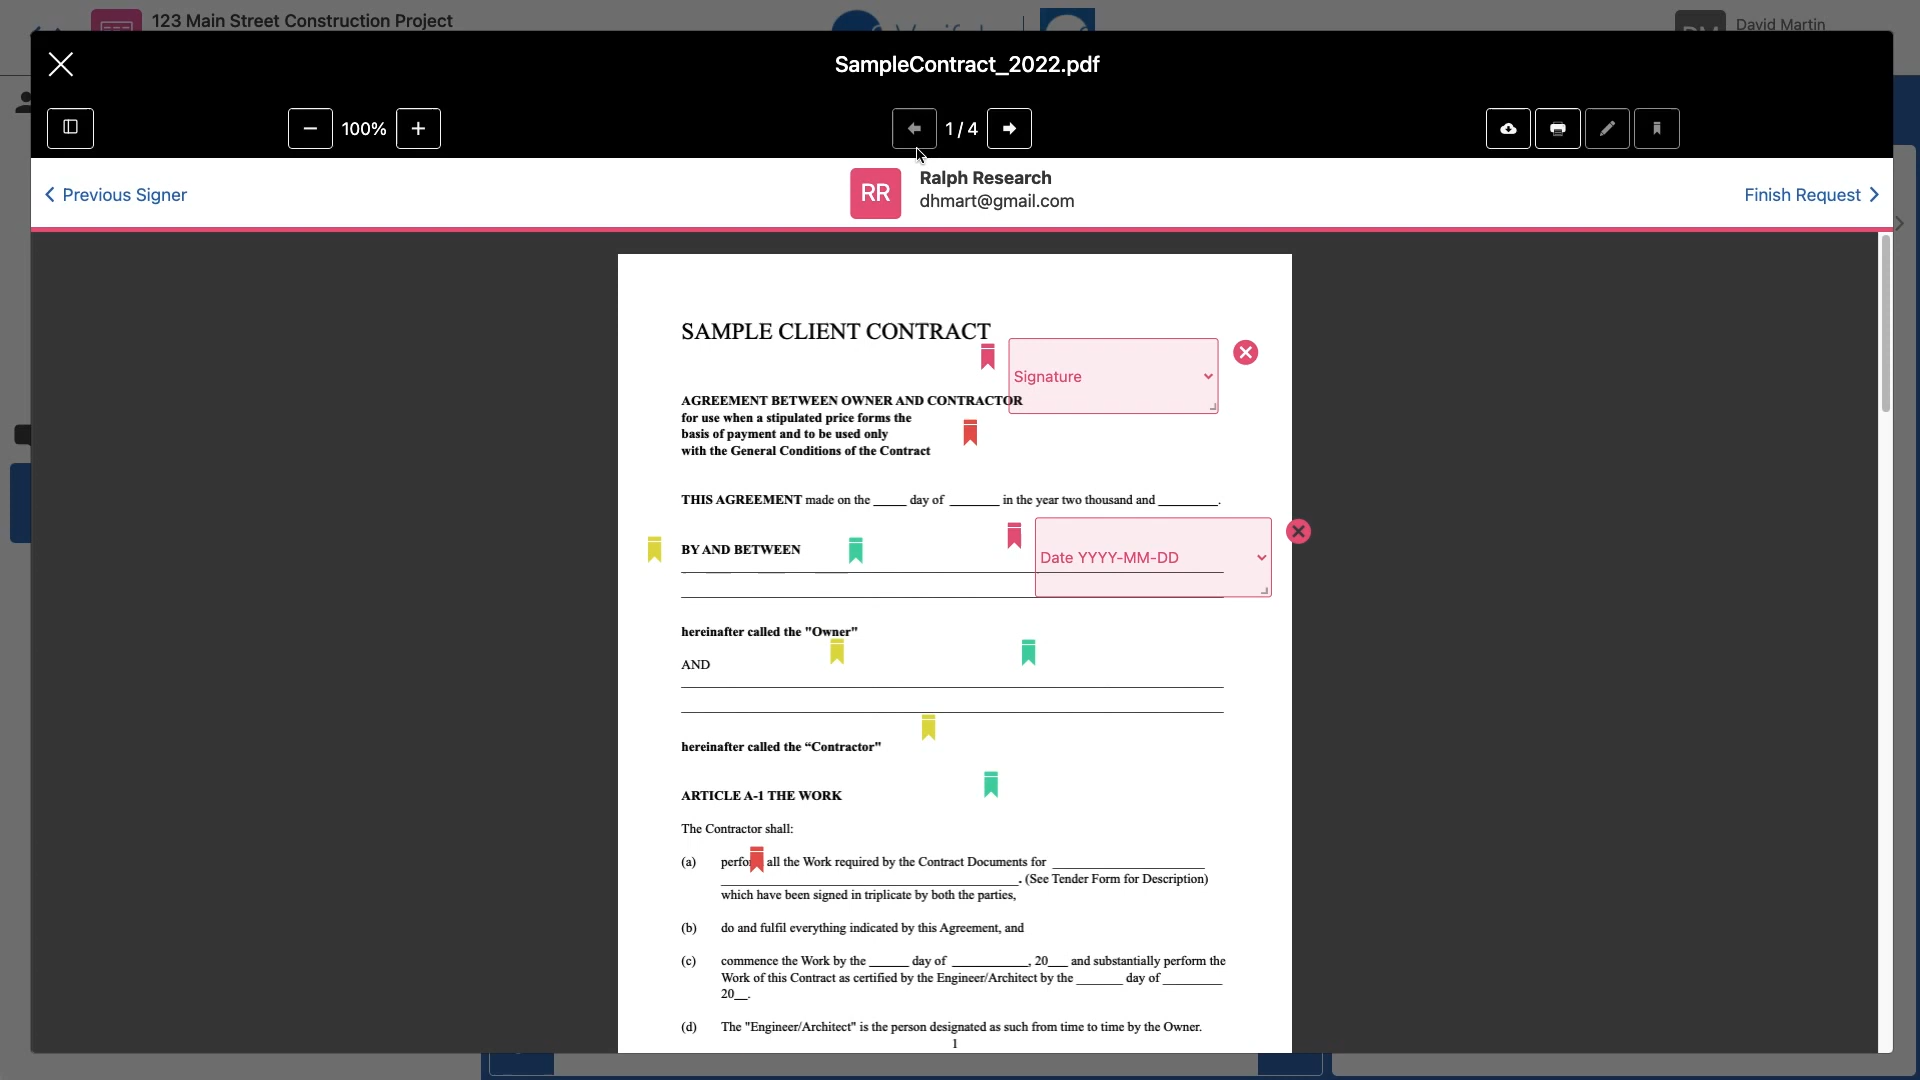 123 Main Street Construction Project
David Martin
SampleContract_2022.pdf
100%
1 / 4
Previous Signer
RR
Ralph Research
dhmart@gmail.com
Finish Request
SAMPLE CLIENT CONTRACT
Signature
AGREEMENT BETWEEN OWNER AND CONTRACTOR
for use when a stipulated price forms the
basis of payment and to be used only
with the General Conditions of the Contract
THIS AGREEMENT made on the _____ day of ________ in the year two thousand and __________.
BY AND BETWEEN
Date YYYY-MM-DD
hereinafter called the "Owner"
AND
hereinafter called the “Contractor”
ARTICLE A-1 THE WORK
The Contractor shall:
(a) perfo all the Work required by the Contract Documents for ________________________
. (See Tender Form for Description)
which have been signed in triplicate by both the parties,
(b) do and fulfil everything indicated by this Agreement, and
(c) commence the Work by the ______ day of ____________, 20___ and substantially perform the
Work of this Contract as certified by the Engineer/Architect by the _______ day of _________
20__.
(d) The "Engineer/Architect" is the person designated as such from time to time by the Owner.
1